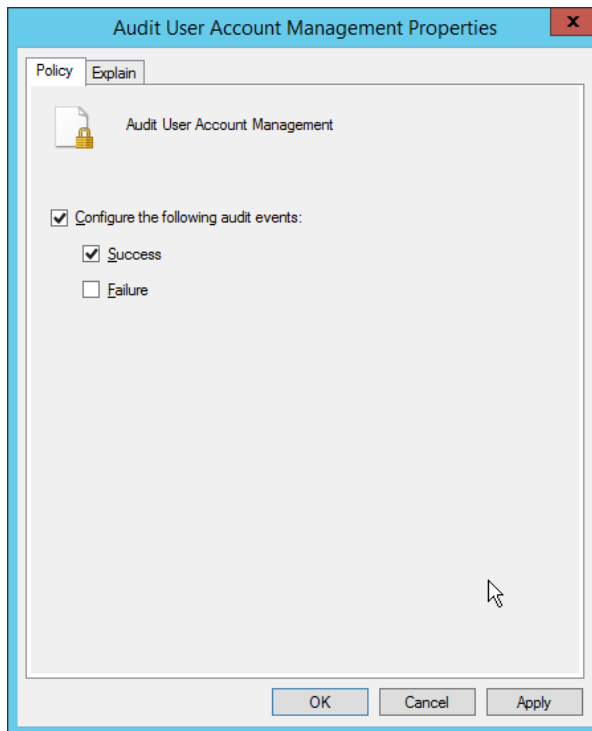 Audit User Account Management Properties
x
Policy Explain
Audit User Account Management
Configure the following audit events:
Success
Failure
OK Cancel Apply